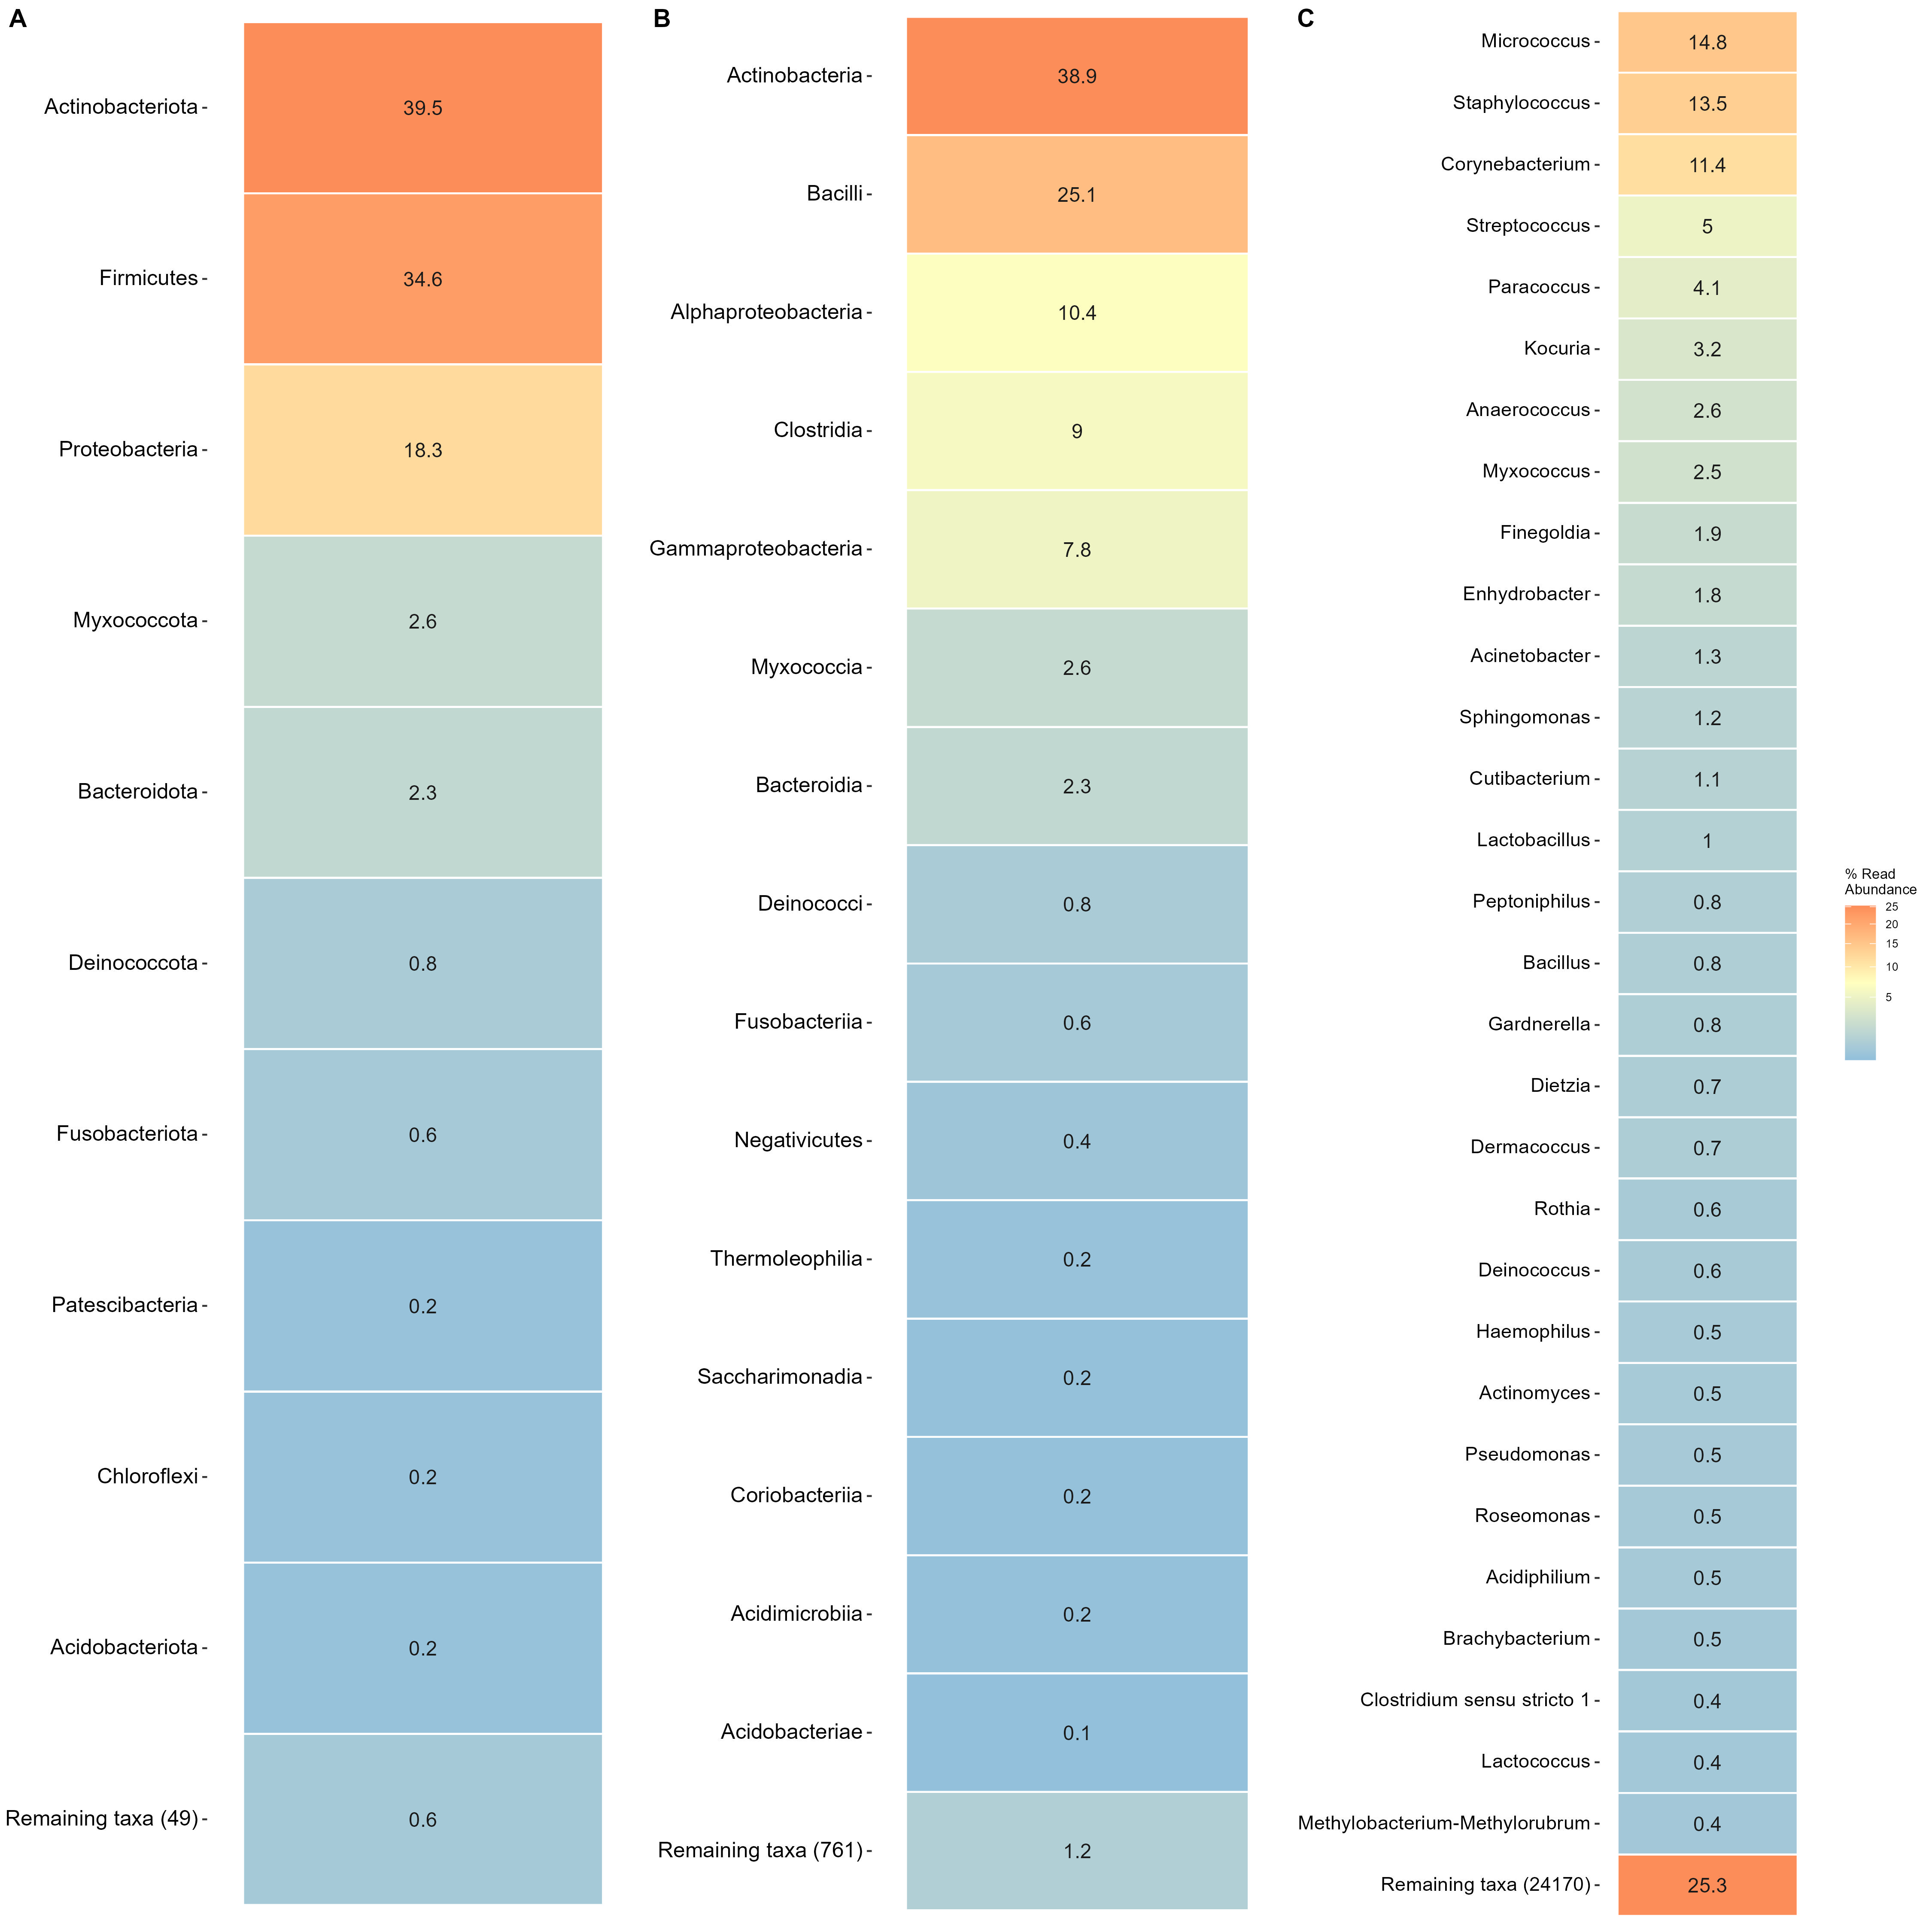 A
Actinobacteriota 39.5
Firmicutes 34.6
Proteobacteria 18.3
Myxococcota 2.6
Bacteroidota 2.3
Deinococcota 0.8
Fusobacteriota 0.6
Patescibacteria 0.2
Chloroflexi 0.2
Acidobacteriota 0.2
Remaining taxa (49) 0.6
B
Actinobacteria 38.9
Bacilli 25.1
Alphaproteobacteria 10.4
Clostridia 9
Gammaproteobacteria 7.8
Myxococcia 2.6
Bacteroidia 2.3
Deinococci 0.8
Fusobacteriia 0.6
Negativicutes 0.4
Thermoleophilia 0.2
Saccharimonadia 0.2
Coriobacteriia 0.2
Acidimicrobiia 0.2
Acidobacteriae 0.1
Remaining taxa (761) 1.2
C
Micrococcus 14.8
Staphylococcus 13.5
Corynebacterium 11.4
Streptococcus 5
Paracoccus 4.1
Kocuria 3.2
Anaerococcus 2.6
Myxococcus 2.5
Finegoldia 1.9
Enhydrobacter 1.8
Acinetobacter 1.3
Sphingomonas 1.2
Cutibacterium 1.1
Lactobacillus 1
Peptoniphilus 0.8
Bacillus 0.8
Gardnerella 0.8
Dietzia 0.7
Dermacoccus 0.7
Rothia 0.6
Deinococcus 0.6
Haemophilus 0.5
Actinomyces 0.5
Pseudomonas 0.5
Roseomonas 0.5
Acidiphilium 0.5
Brachybacterium 0.5
Clostridium sensu stricto 1 0.4
Lactococcus 0.4
Methylobacterium-Methylorubrum 0.4
Remaining taxa (24170) 25.3
% Read
Abundance
25
20
15
10
5